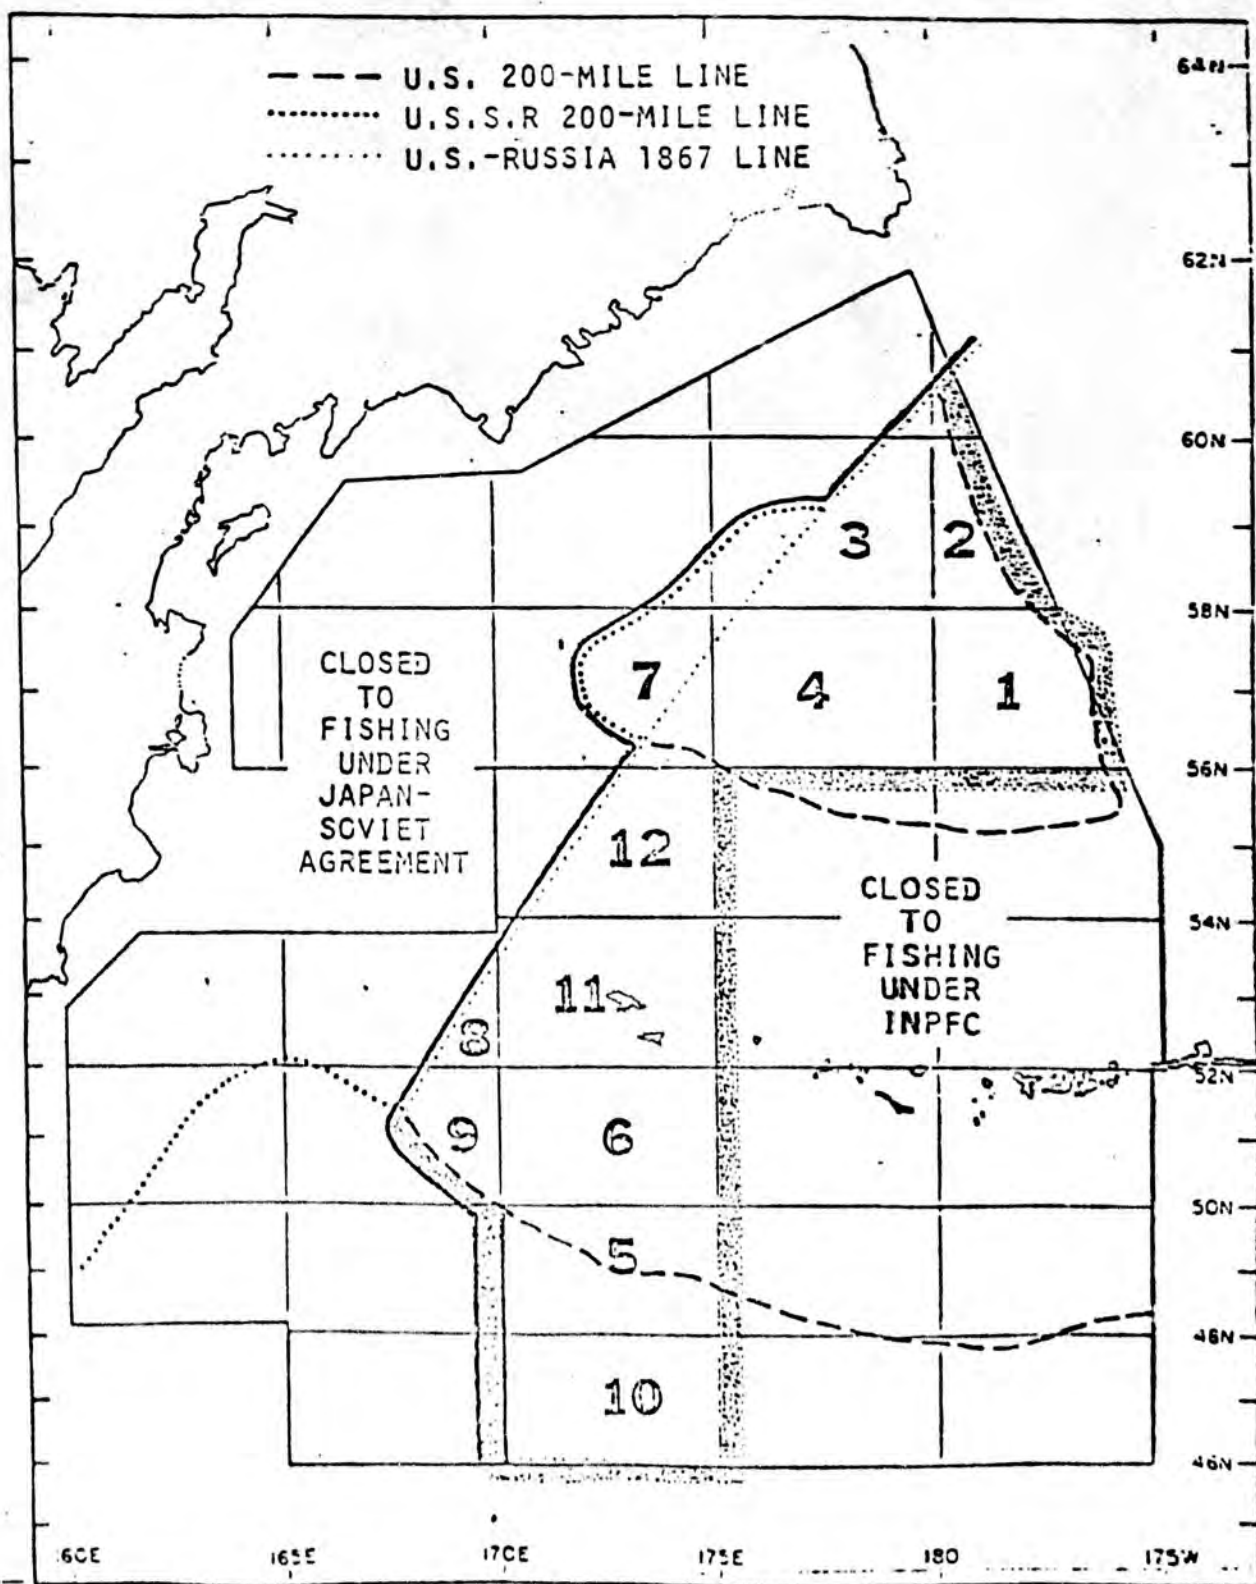 U.S. 200-MILE LINE
U.S.S.R 200-MILE LINE
U.S.-RUSSIA 1867 LINE
64N
62N
60N
3
2
58N
CLOSED
TO
FISHING
UNDER
JAPAN-
SOVIET
AGREEMENT
7
4
1
56N
12
CLOSED
TO
FISHING
UNDER
INPFC
54N
11
8
52N
9
6
50N
5
48N
10
46N
160E
165E
170E
175E
180
175W